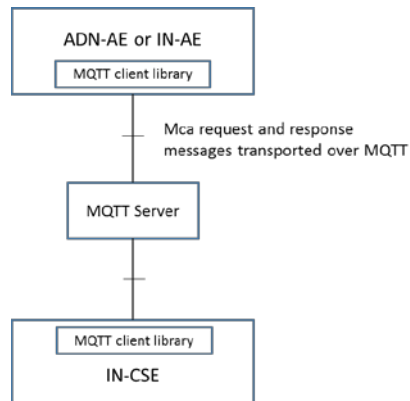 ADN-AE or IN-AE
MQTT client library
Mca request and response
messages transported over MQTT
MQTT Server
MQTT client library
IN-CSE